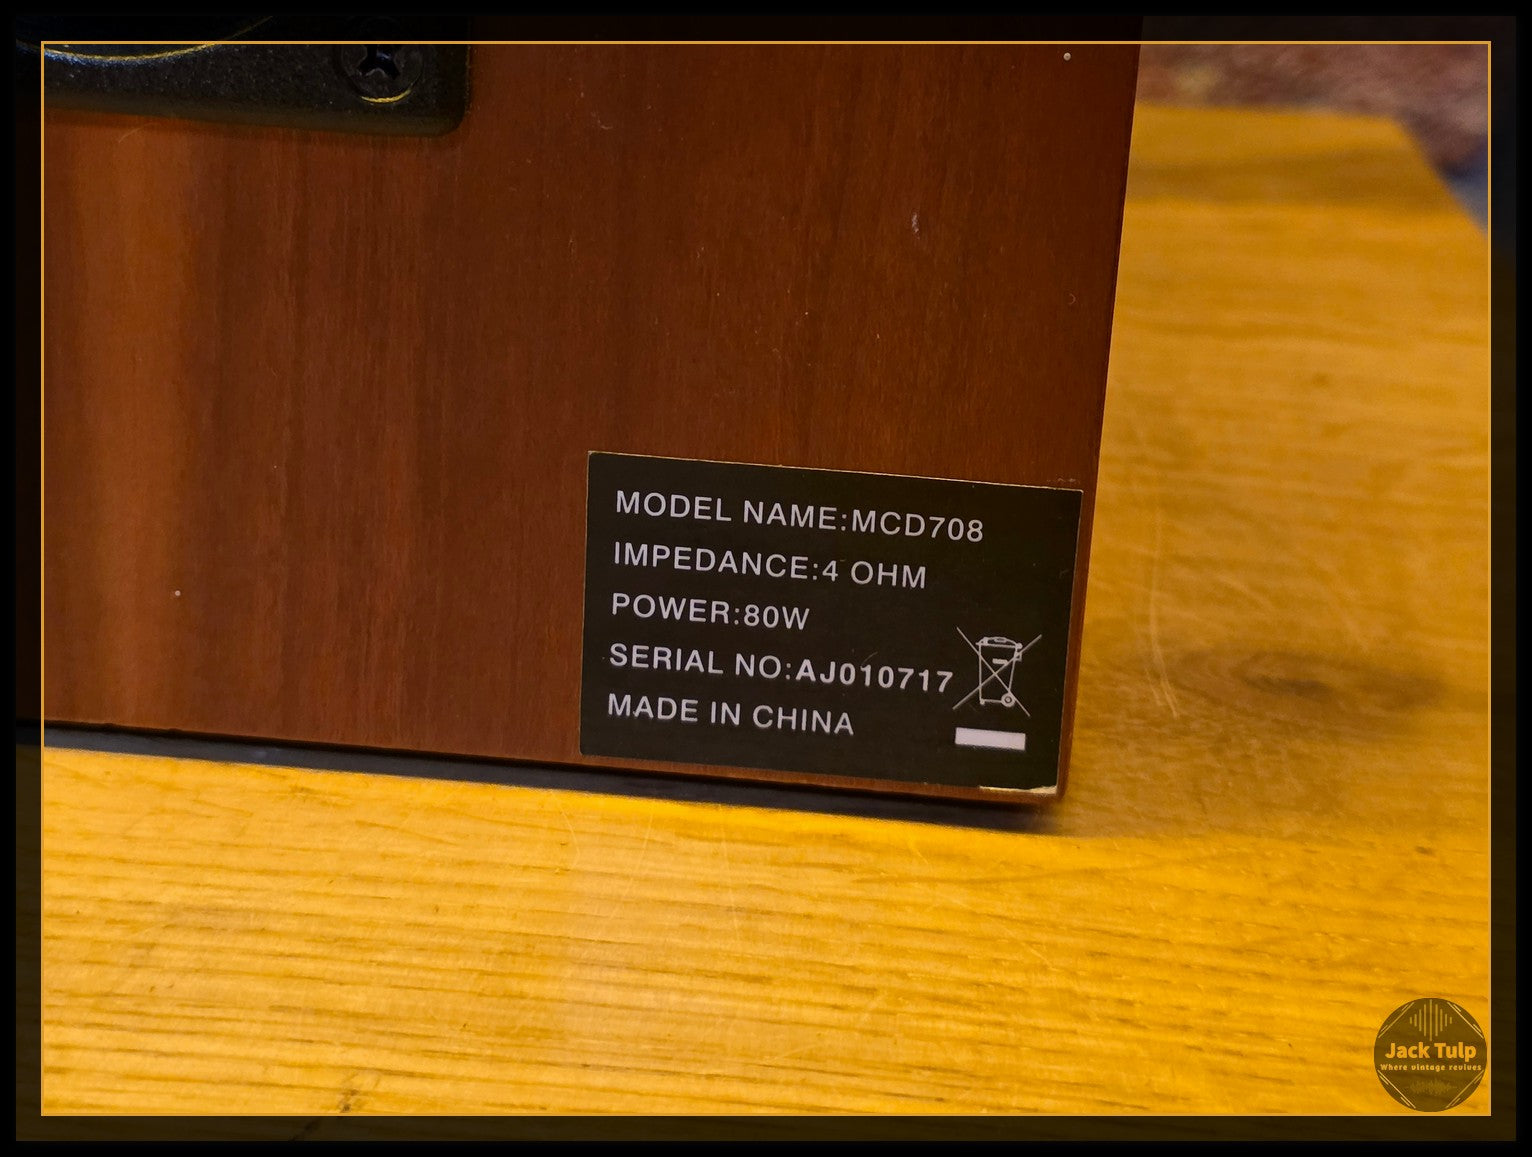 MODEL NAME:MCD708
IMPEDANCE:4 OHM
POWER:80W
SERIAL NO:AJ010717
MADE IN CHINA
Jack Tulp
Where vintage revives